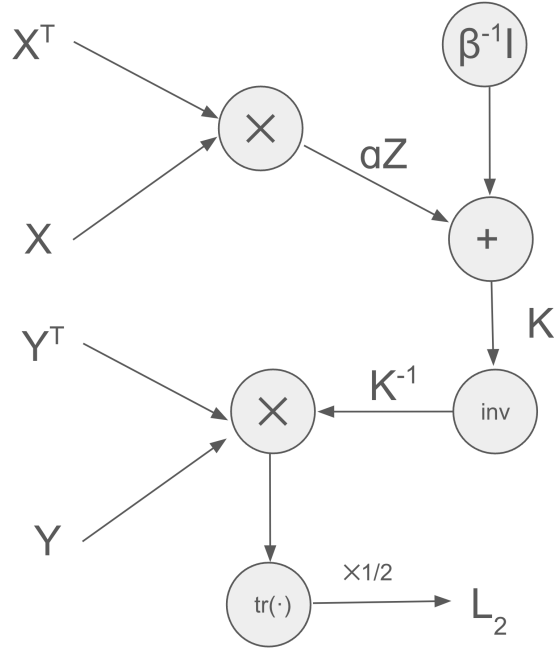 Xᵀ
β⁻¹I
×
αZ
X
+
K
Yᵀ
K⁻¹
×
inv
Y
×1/2
tr(·)
L₂